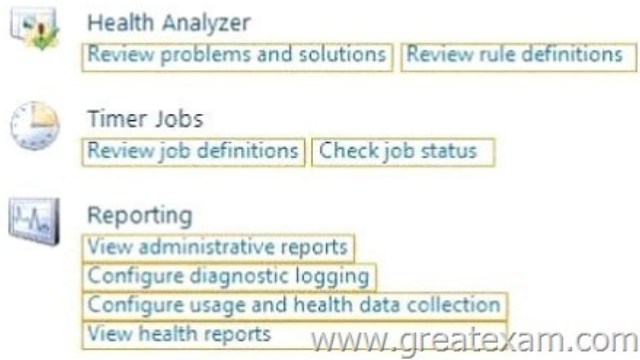 Health Analyzer
Review problems and solutions Review rule definitions
Timer Jobs
Review job definitions Check job status
Reporting
View administrative reports
Configure diagnostic logging
Configure usage and health data collection
View health reports
www.greatexam.com